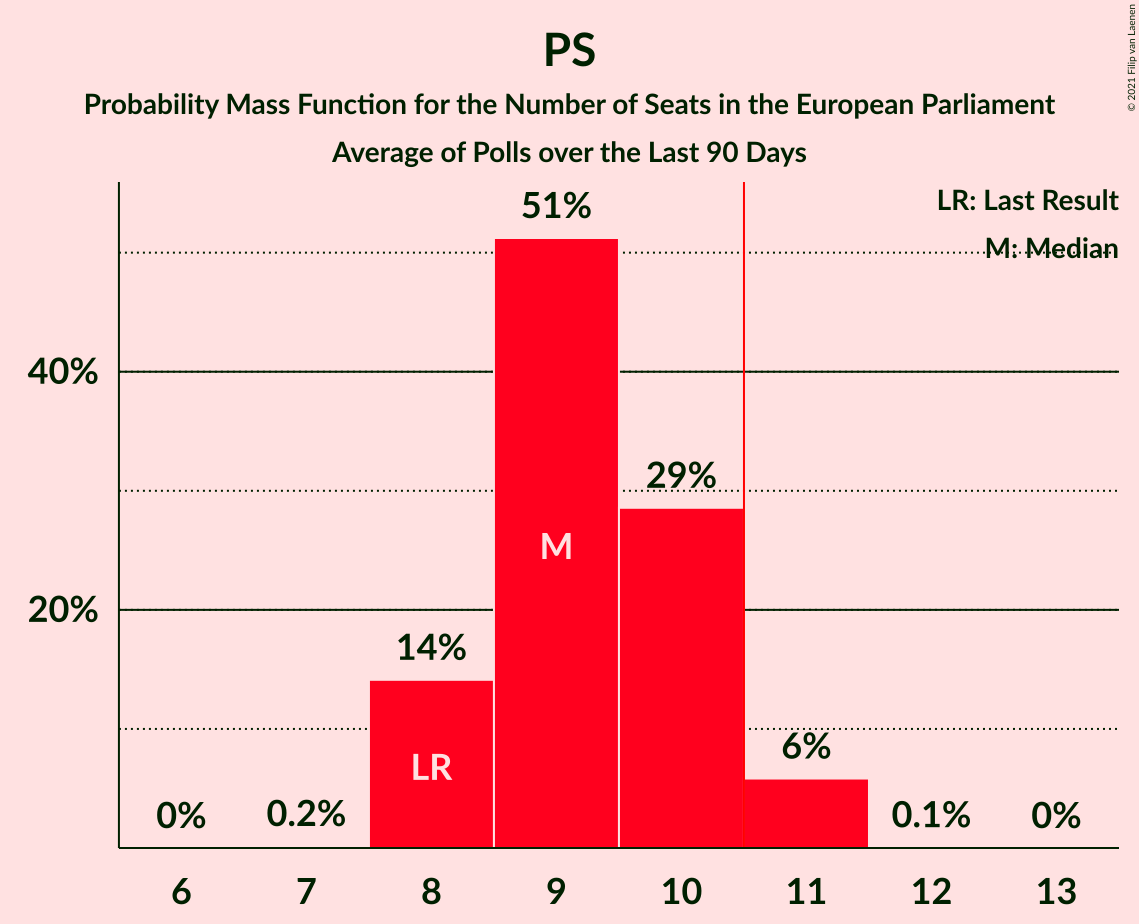 PS
Probability Mass Function for the Number of Seats in the European Parliament
Average of Polls over the Last 90 Days
© 2021 Filip van Laenen
LR: Last Result
M: Median
40%
20%
0%
0.2%
14%
51%
29%
6%
0.1%
0%
LR
M
6 7 8 9 10 11 12 13